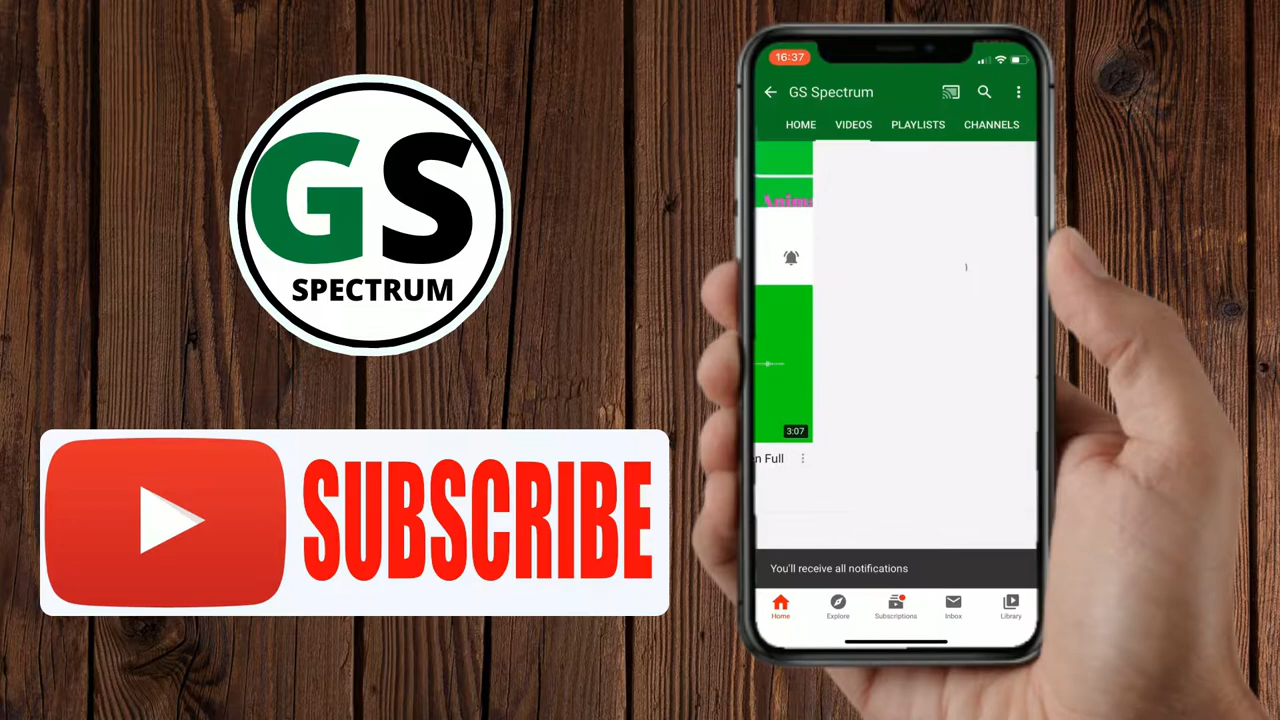 GS
SPECTRUM
SUBSCRIBE
16:37
GS Spectrum
HOME VIDEOS PLAYLISTS CHANNELS
3:07
Full
You'll receive all notifications
Home Explore Subscriptions Inbox Library